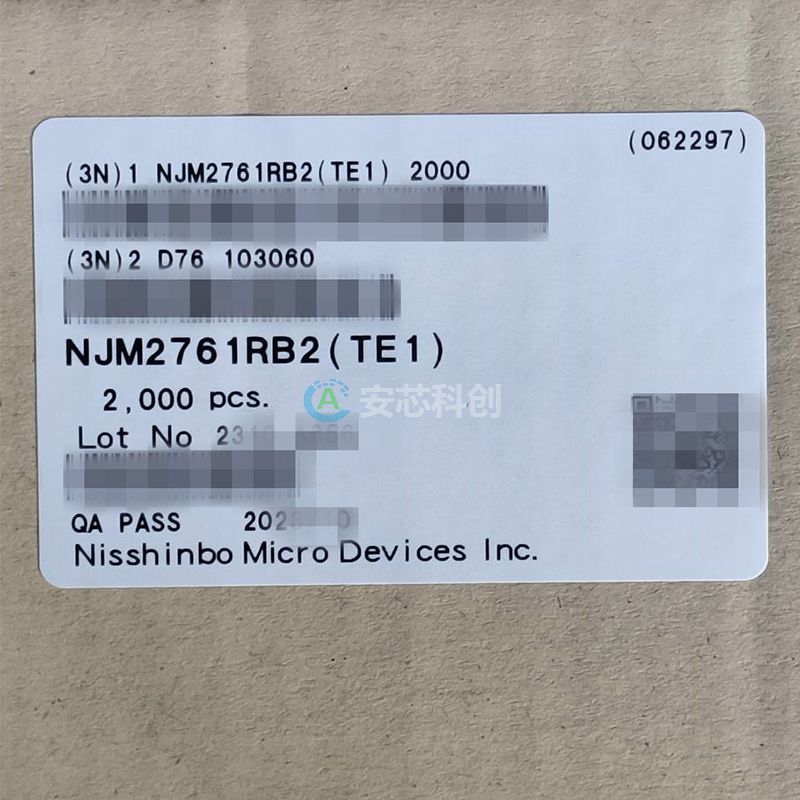 (062297)
(3N)1 NJM2761RB2(TE1) 2000
(3N)2 D76 103060
NJM2761RB2(TE1)
2,000 pcs.
安芯科创
Lot No
QA PASS
Nisshinbo Micro Devices Inc.